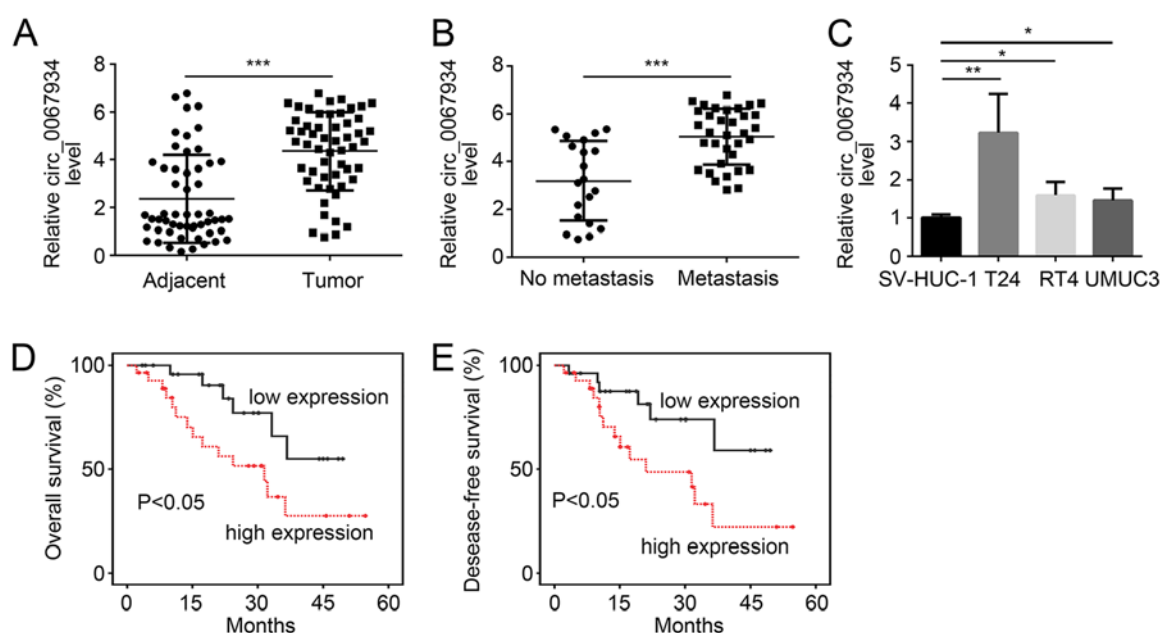 A
Relative circ_0067934
level
8
6
4
2
0
***
Adjacent
Tumor
B
Relative circ_0067934
level
8
6
4
2
0
***
No metastasis
Metastasis
C
Relative circ_0067934
level
5
4
3
2
1
0
*
*
**
SV-HUC-1 T24 RT4 UMUC3
D
Overall survival (%)
100
50
0
low expression
P<0.05
high expression
0 15 30 45 60
Months
E
Desease-free survival (%)
100
50
0
low expression
P<0.05
high expression
0 15 30 45 60
Months